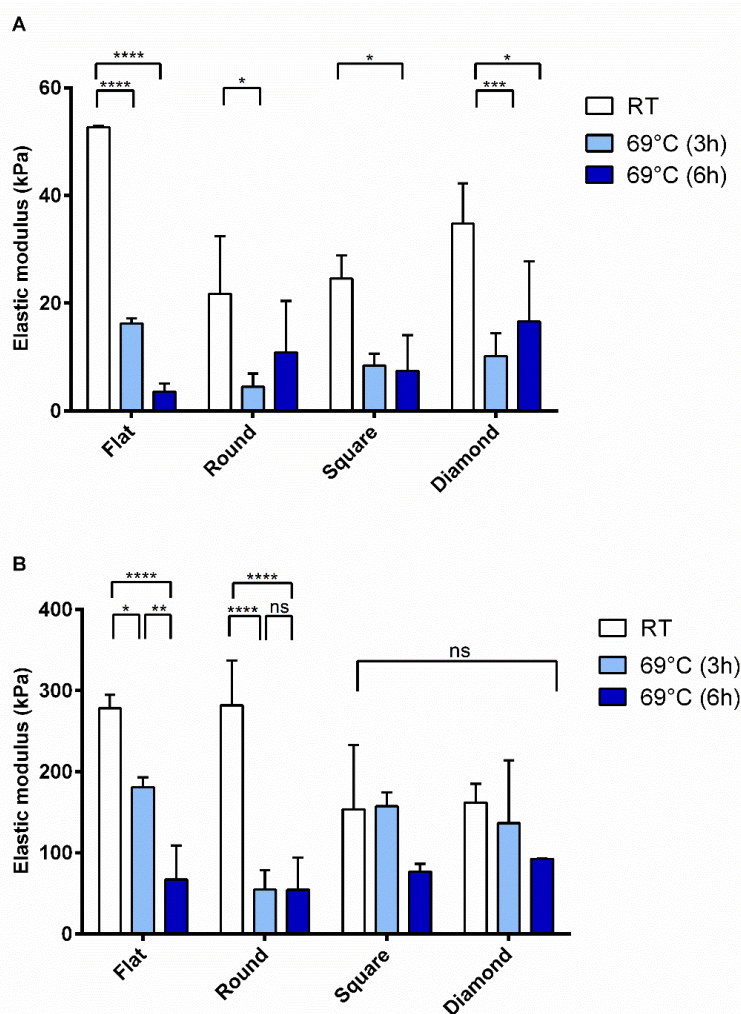 A
****
****
*
*
*
***
60
40
20
0
Elastic modulus (kPa)
RT
69°C (3h)
69°C (6h)
Flat
Round
Square
Diamond
B
****
*
**
****
****
ns
ns
400
300
200
100
0
Elastic modulus (kPa)
RT
69°C (3h)
69°C (6h)
Flat
Round
Square
Diamond